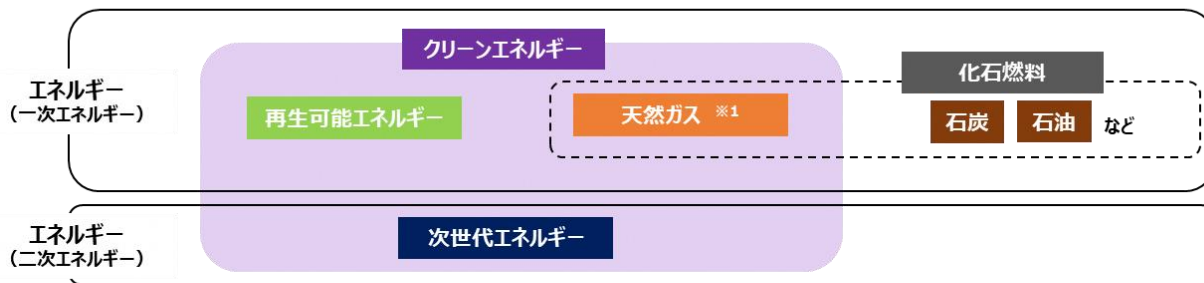 クリーンエネルギー
化石燃料
エネルギー
（一次エネルギー）
再生可能エネルギー
天然ガス ※1
石炭 石油 など
エネルギー
（二次エネルギー）
次世代エネルギー